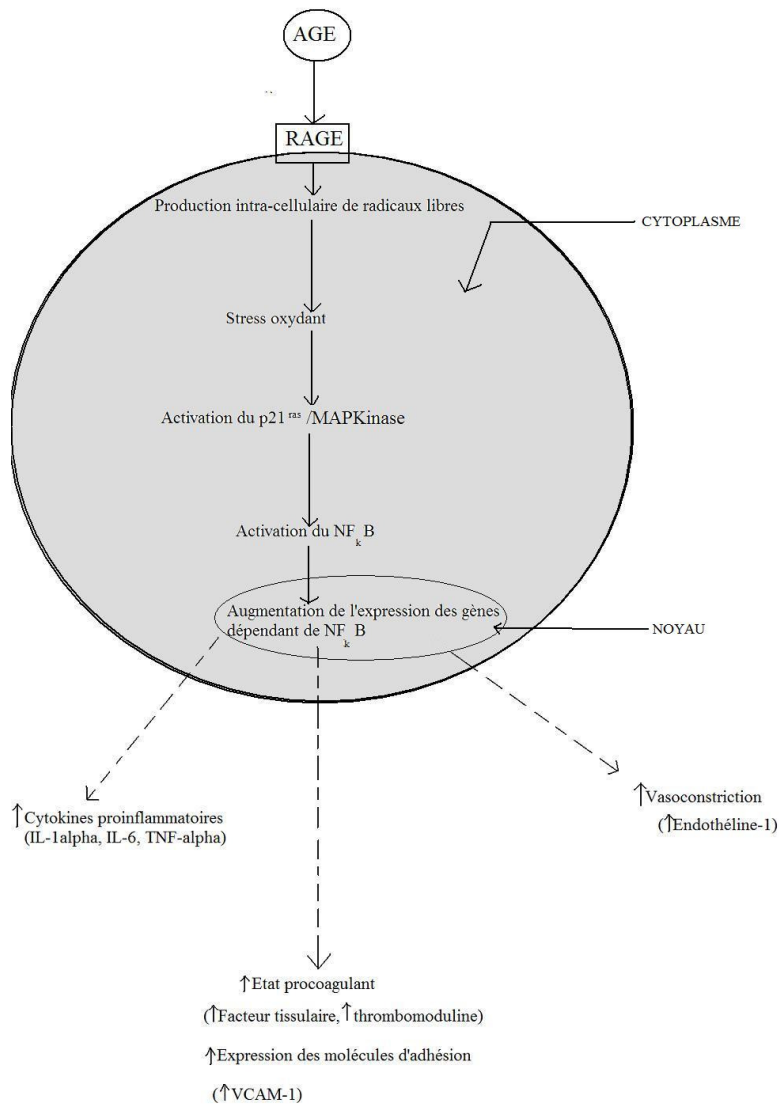 AGE
RAGE
Production intra-cellulaire de radicaux libres
CYTOPLASME
Stress oxydant
Activation du p21 ras /MAPKinase
Activation du NFkB
Augmentation de l'expression des gènes
dépendant de NFkB
NOYAU
↑Cytokines proinflammatoires
(IL-1alpha, IL-6, TNF-alpha)
↑Vasoconstriction
(↑Endothéline-1)
↑Etat procoagulant
(↑Facteur tissulaire, ↑thrombomoduline)
↑Expression des molécules d'adhésion
(↑VCAM-1)